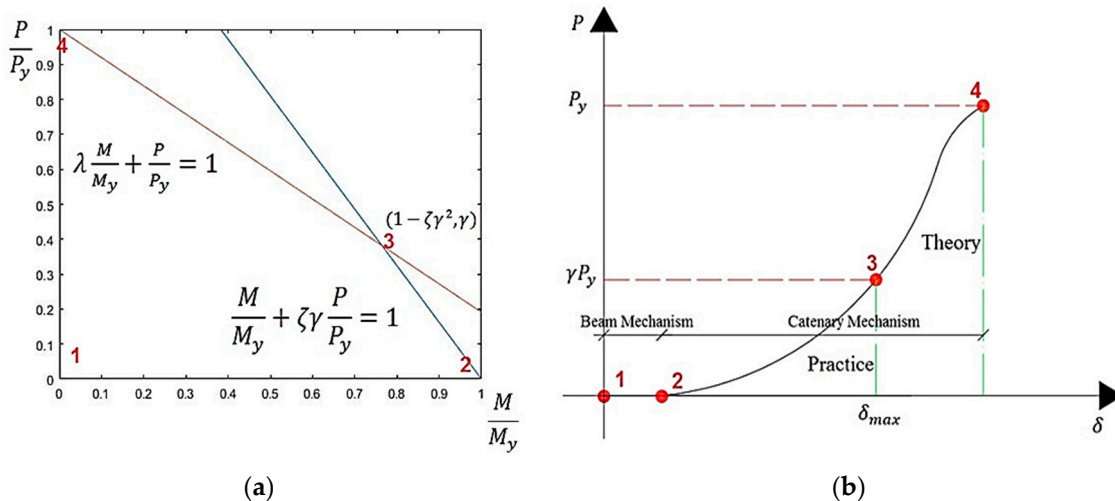 P/P_y
1
4
0.9
0.8
0.7
0.6
0.5
0.4
0.3
0.2
0.1
0
λ M/M_y + P/P_y = 1
(1 − ζγ², γ)
3
M/M_y + ζγ P/P_y = 1
1
2
0 0.1 0.2 0.3 0.4 0.5 0.6 0.7 0.8 0.9 1
M/M_y
(a)
P
P_y
4
Theory
3
γP_y
Beam Mechanism
Catenary Mechanism
Practice
1
2
δ_max
δ
(b)